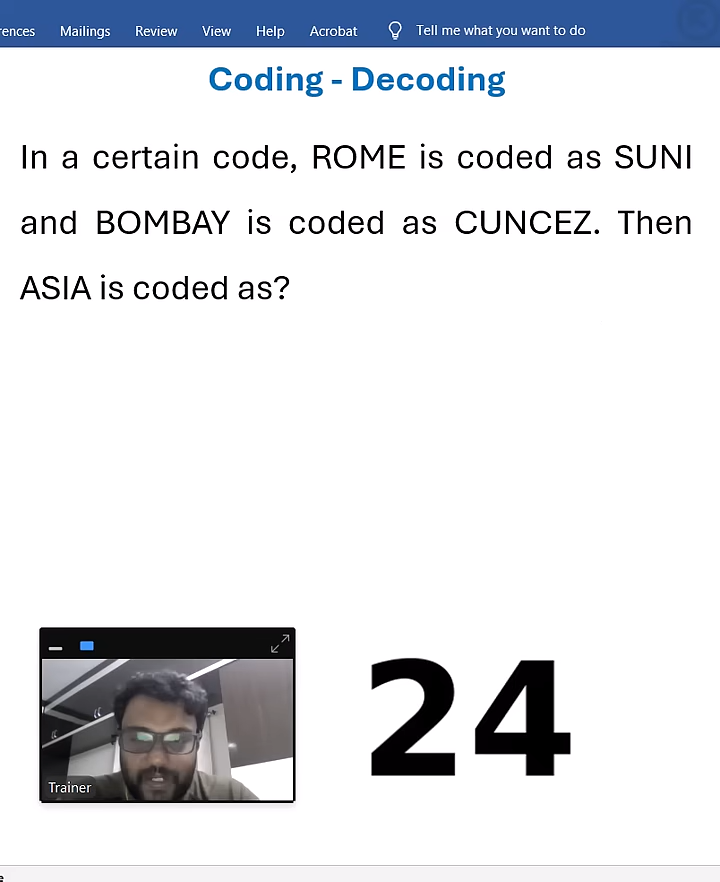 ences Mailings Review View Help Acrobat Tell me what you want to do
Coding - Decoding
In a certain code, ROME is coded as SUNI
and BOMBAY is coded as CUNCEZ. Then
ASIA is coded as?
Trainer
24